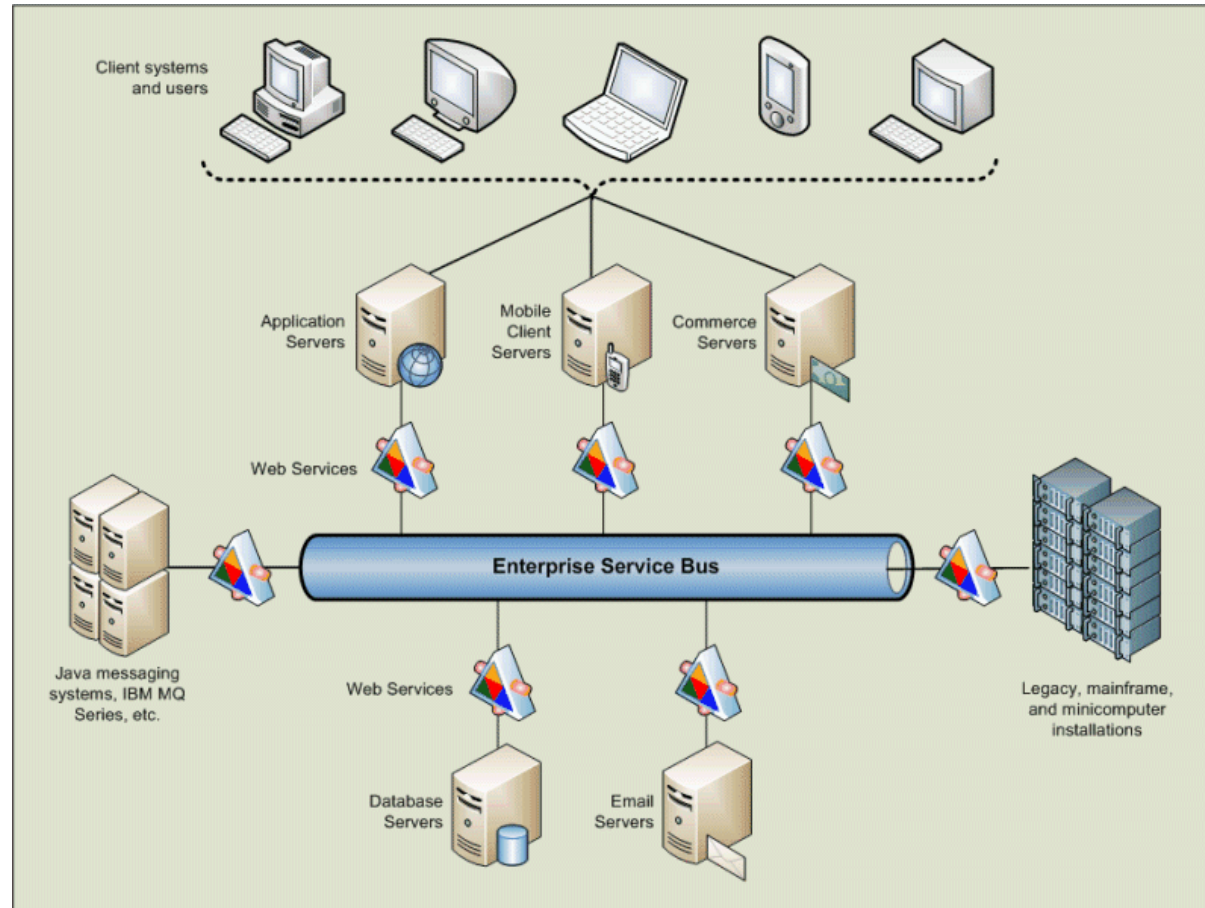 Client systems
and users
Application
Servers
Mobile
Client
Servers
Commerce
Servers
Web Services
Enterprise Service Bus
Java messaging
systems, IBM MQ
Series, etc.
Web Services
Legacy, mainframe,
and minicomputer
installations
Database
Servers
Email
Servers